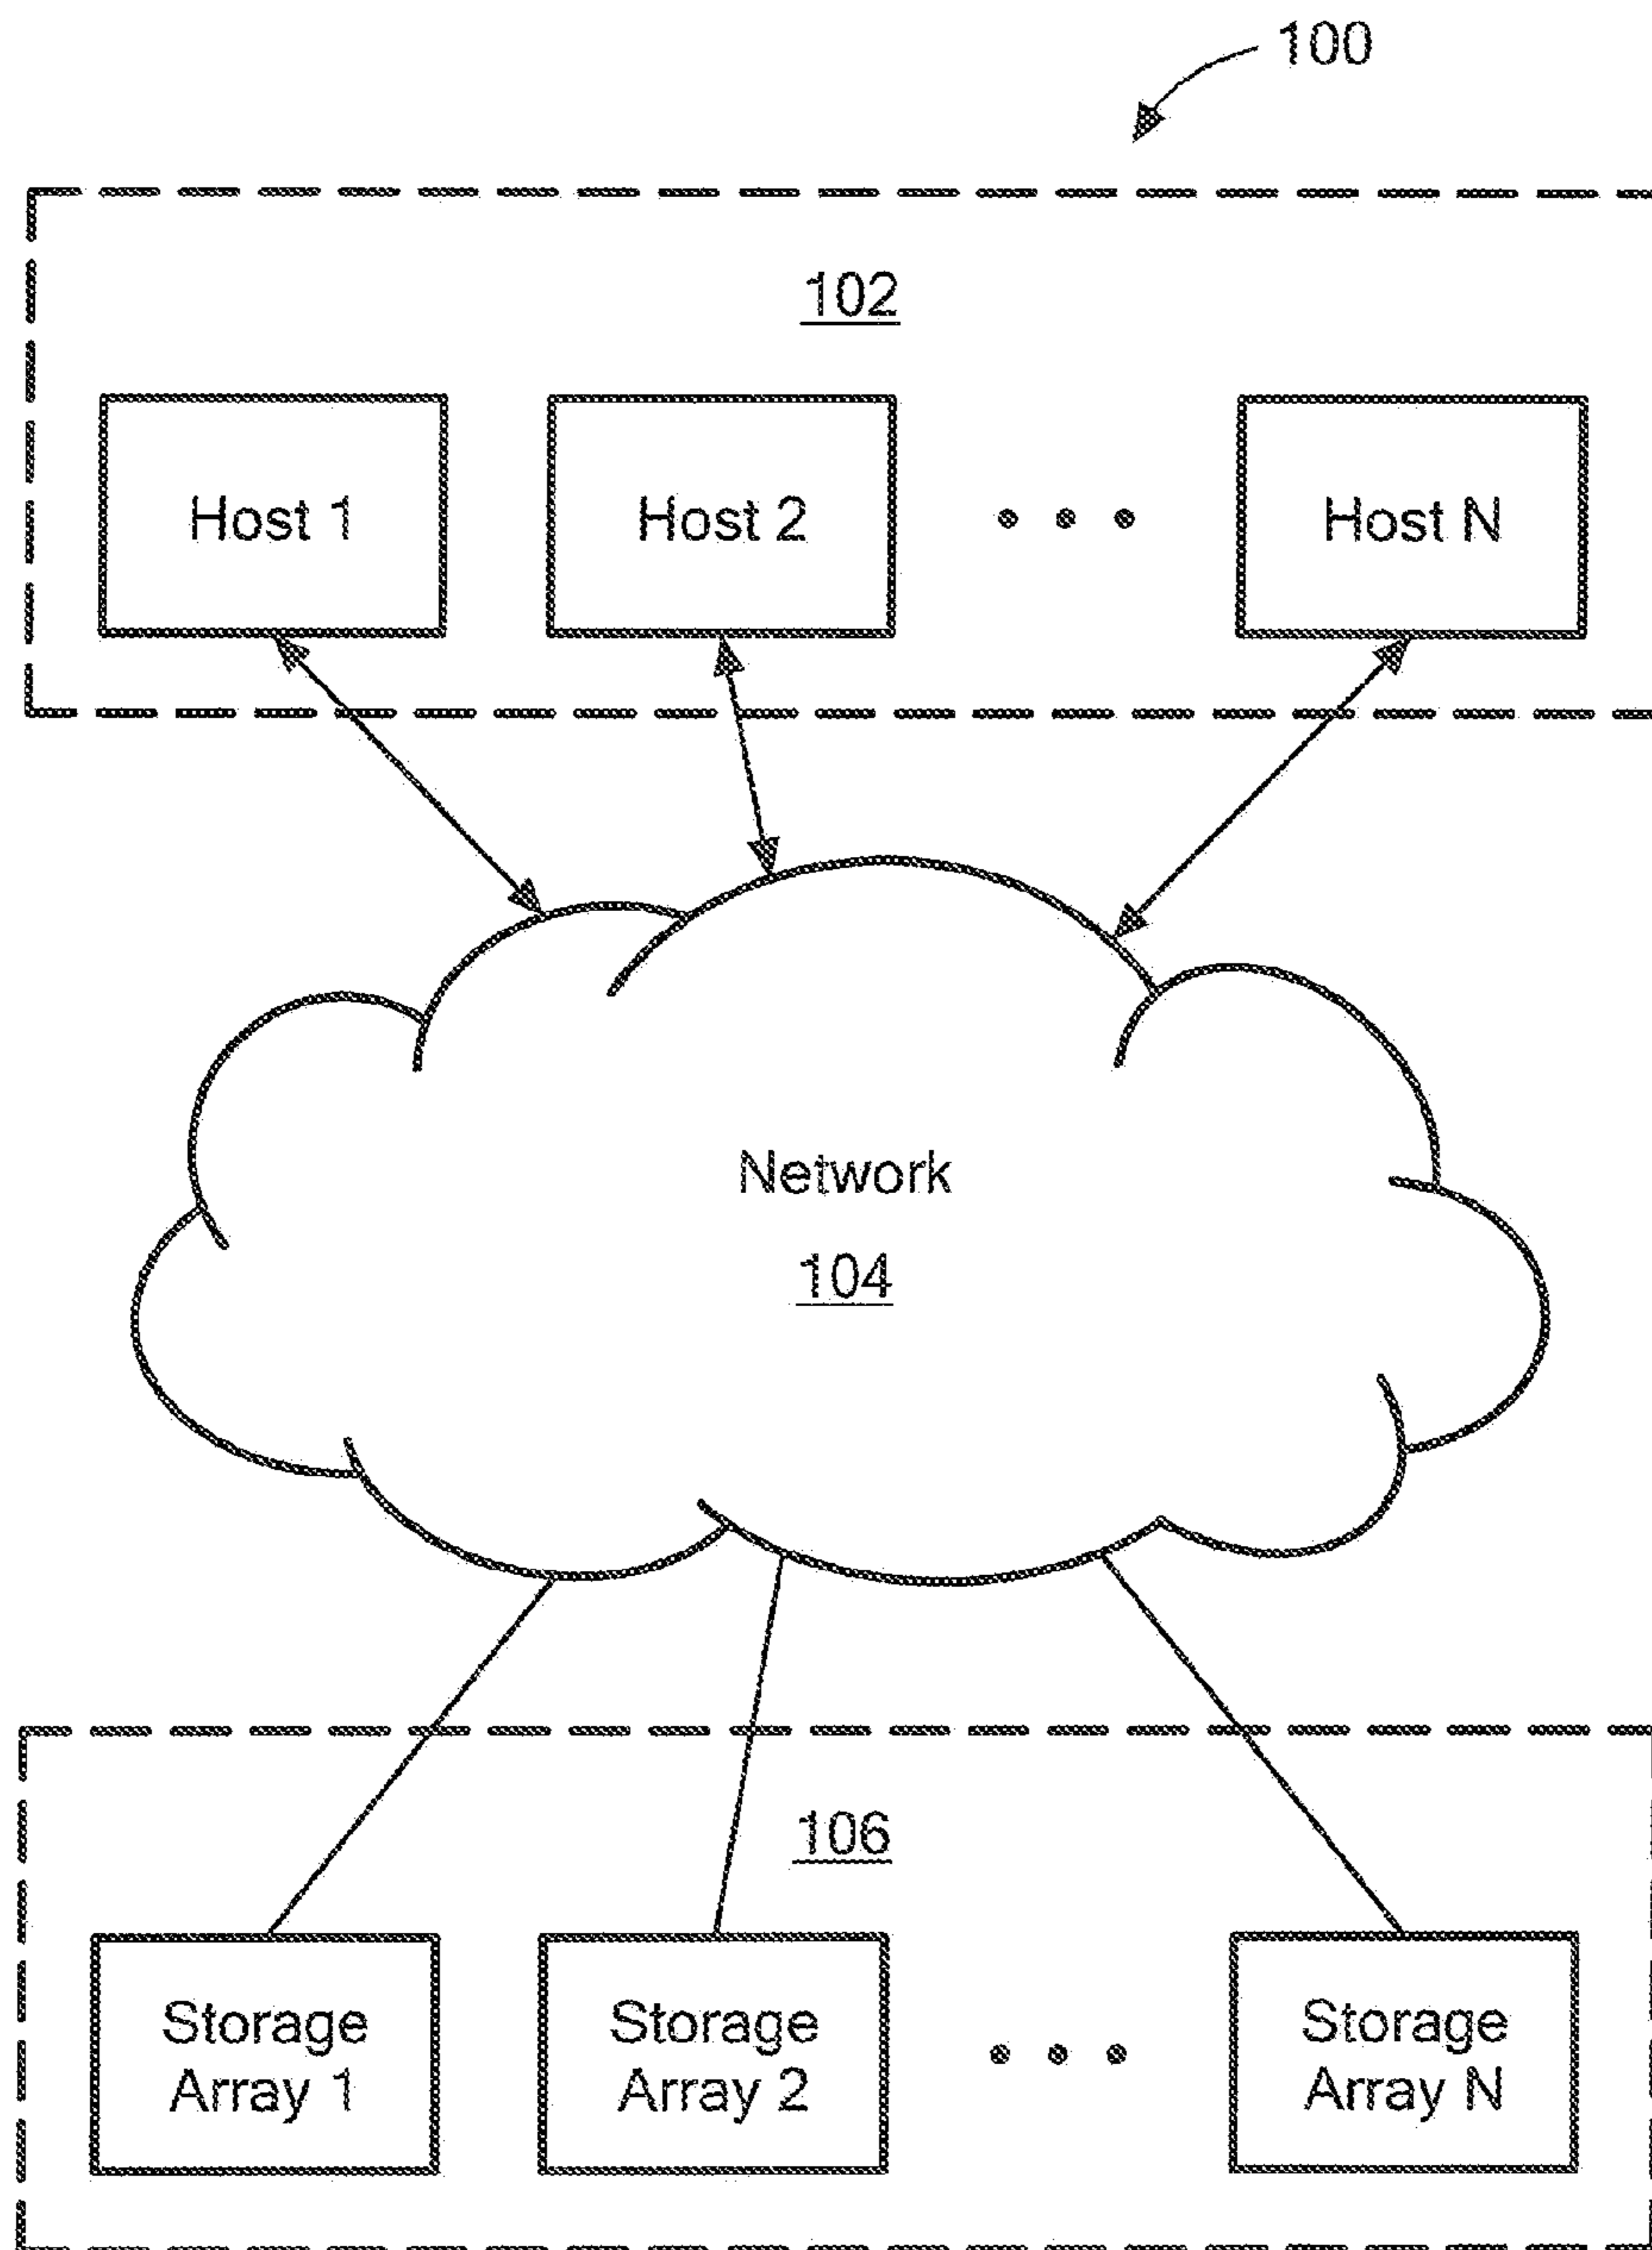 100
102
Host 1 Host 2 • • • Host N
Network
104
106
Storage Storage Storage
Array 1 Array 2 • • • Array N